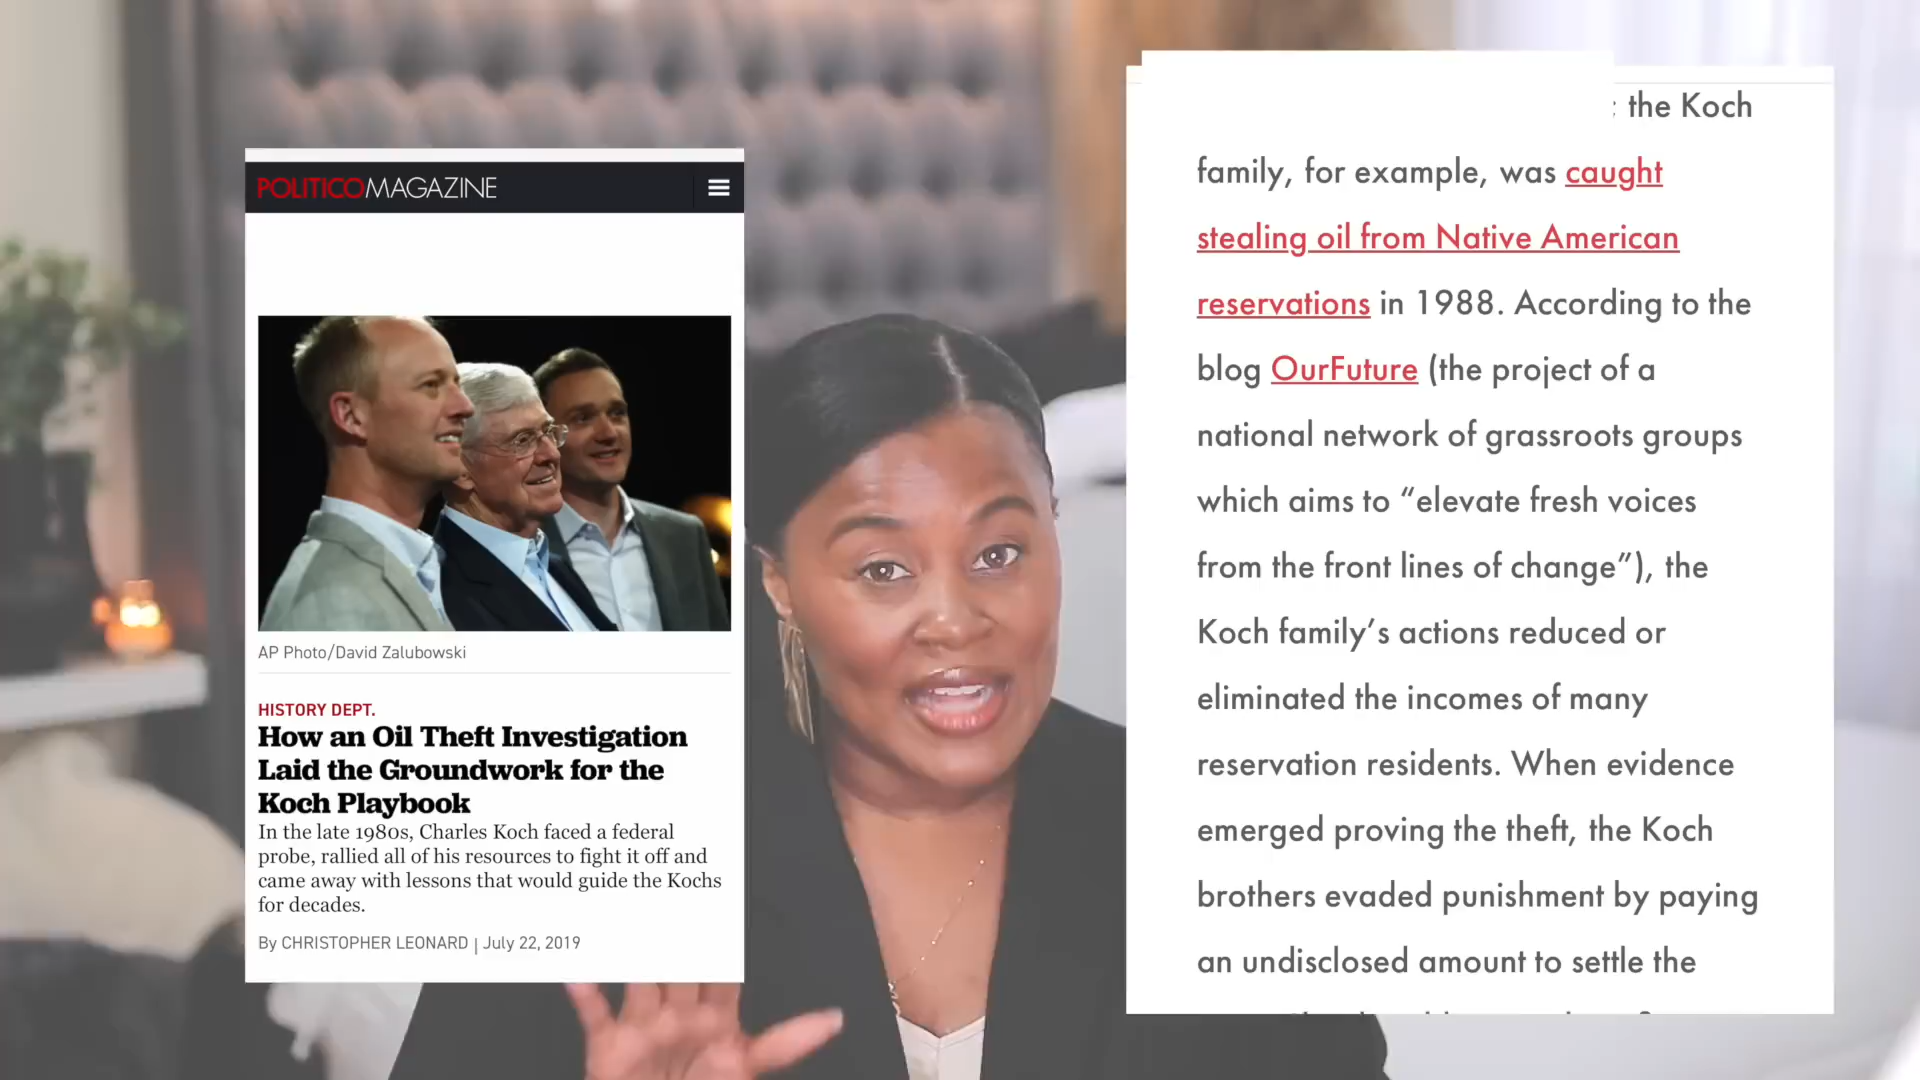 POLITICOMAGAZINE
AP Photo/David Zalubowski
HISTORY DEPT.
How an Oil Theft Investigation
Laid the Groundwork for the
Koch Playbook
In the late 1980s, Charles Koch faced a federal
probe, rallied all of his resources to fight it off and
came away with lessons that would guide the Kochs
for decades.
By CHRISTOPHER LEONARD | July 22, 2019
the Koch
family, for example, was caught
stealing oil from Native American
reservations in 1988. According to the
blog OurFuture (the project of a
national network of grassroots groups
which aims to “elevate fresh voices
from the front lines of change”), the
Koch family’s actions reduced or
eliminated the incomes of many
reservation residents. When evidence
emerged proving the theft, the Koch
brothers evaded punishment by paying
an undisclosed amount to settle the